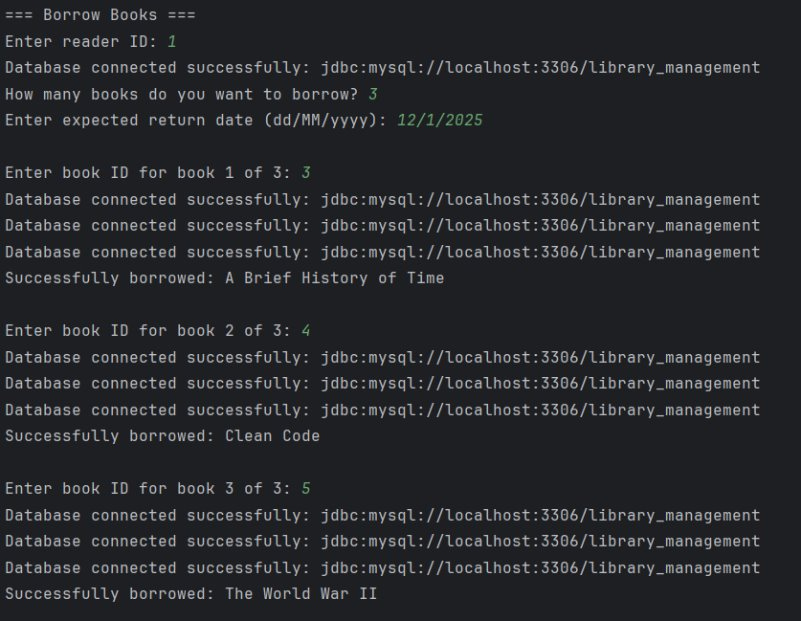 === Borrow Books ===
Enter reader ID: 1
Database connected successfully: jdbc:mysql://localhost:3306/library_management
How many books do you want to borrow? 3
Enter expected return date (dd/MM/yyyy): 12/1/2025
Enter book ID for book 1 of 3: 3
Database connected successfully: jdbc:mysql://localhost:3306/library_management
Database connected successfully: jdbc:mysql://localhost:3306/library_management
Database connected successfully: jdbc:mysql://localhost:3306/library_management
Successfully borrowed: A Brief History of Time
Enter book ID for book 2 of 3: 4
Database connected successfully: jdbc:mysql://localhost:3306/library_management
Database connected successfully: jdbc:mysql://localhost:3306/library_management
Database connected successfully: jdbc:mysql://localhost:3306/library_management
Successfully borrowed: Clean Code
Enter book ID for book 3 of 3: 5
Database connected successfully: jdbc:mysql://localhost:3306/library_management
Database connected successfully: jdbc:mysql://localhost:3306/library_management
Database connected successfully: jdbc:mysql://localhost:3306/library_management
Successfully borrowed: The World War II